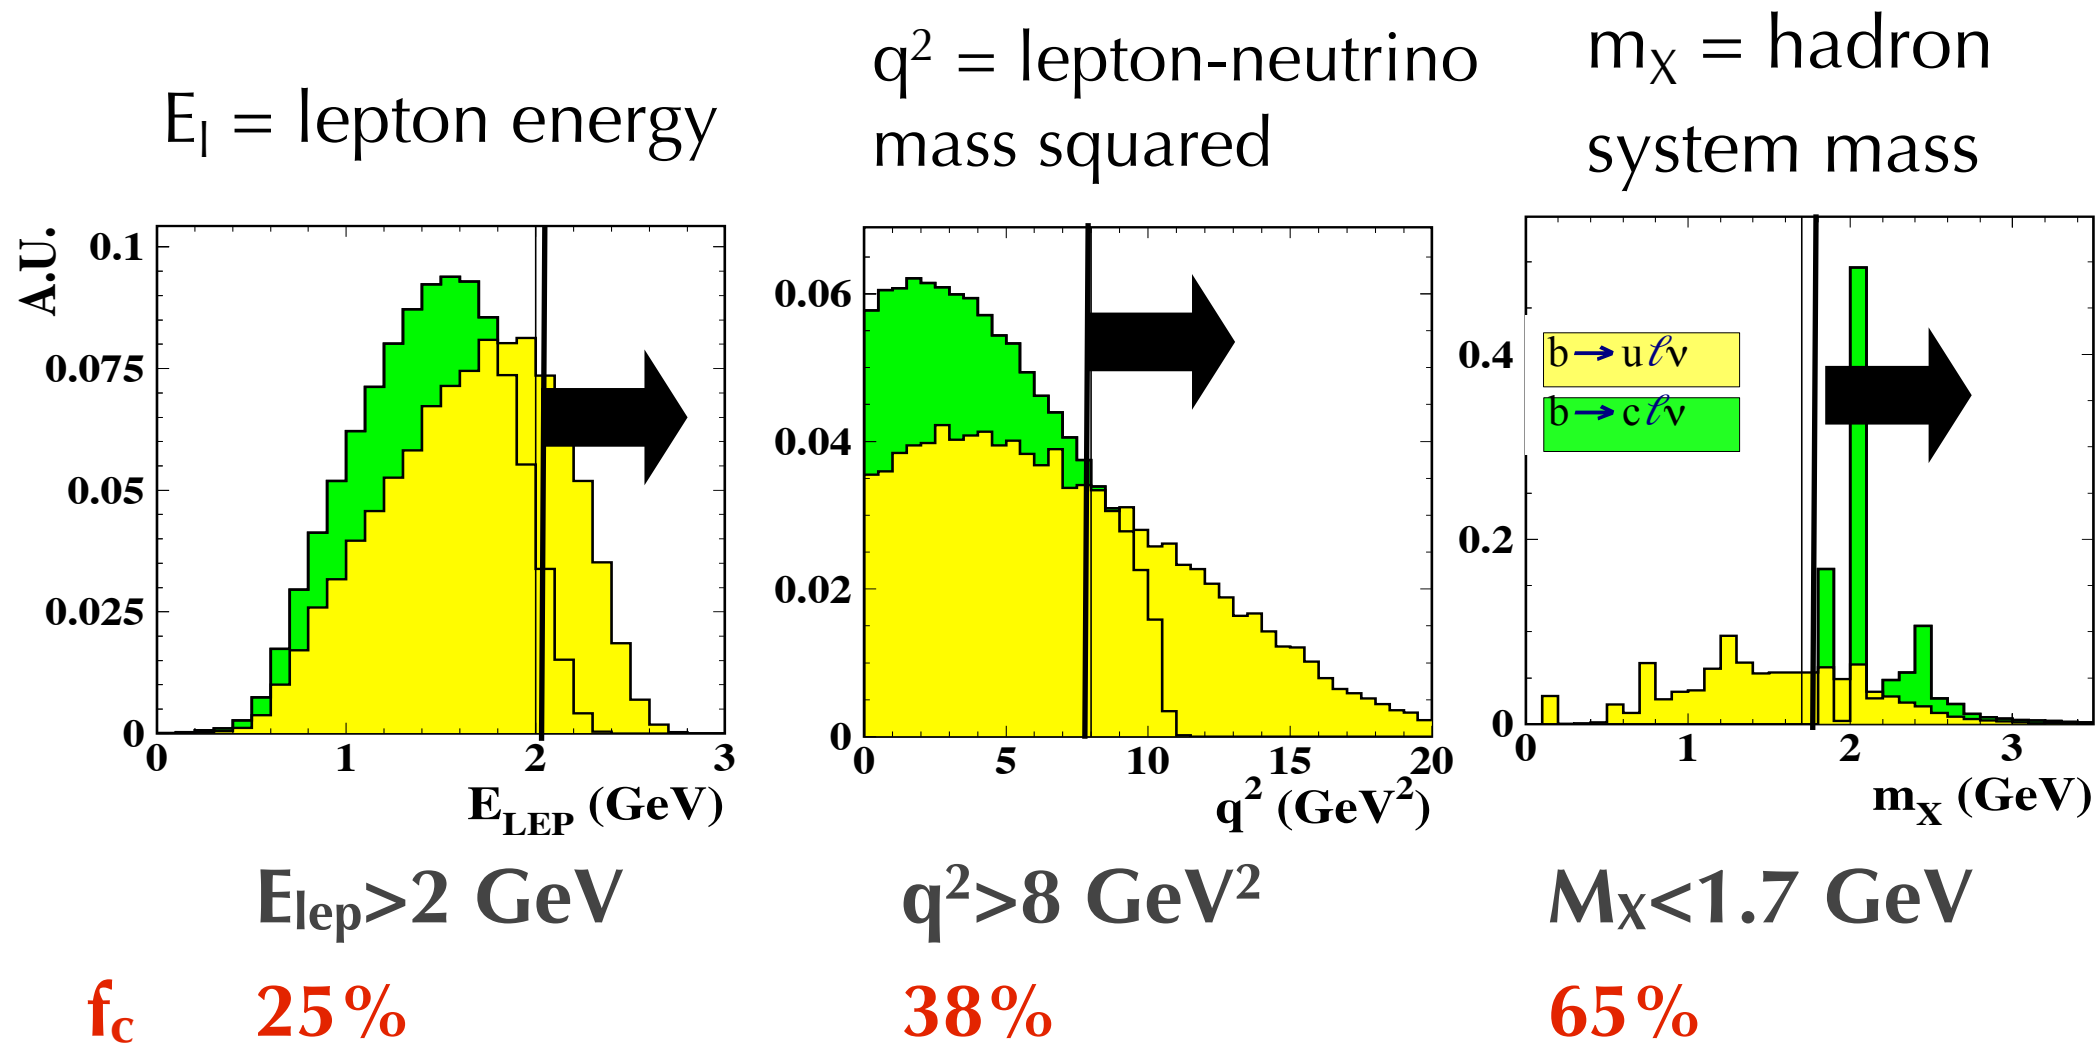 E_l = lepton energy
q² = lepton-neutrino
mass squared
m_X = hadron
system mass
A.U.
0.1
0.075
0.05
0.025
0
0 1 2 3
E_LEP (GeV)
0.06
0.04
0.02
0
0 5 10 15 20
q² (GeV²)
0.4
0.2
0
b→uℓν
b→cℓν
0 1 2 3
m_X (GeV)
E_lep>2 GeV
q²>8 GeV²
M_X<1.7 GeV
f_c 25% 38% 65%